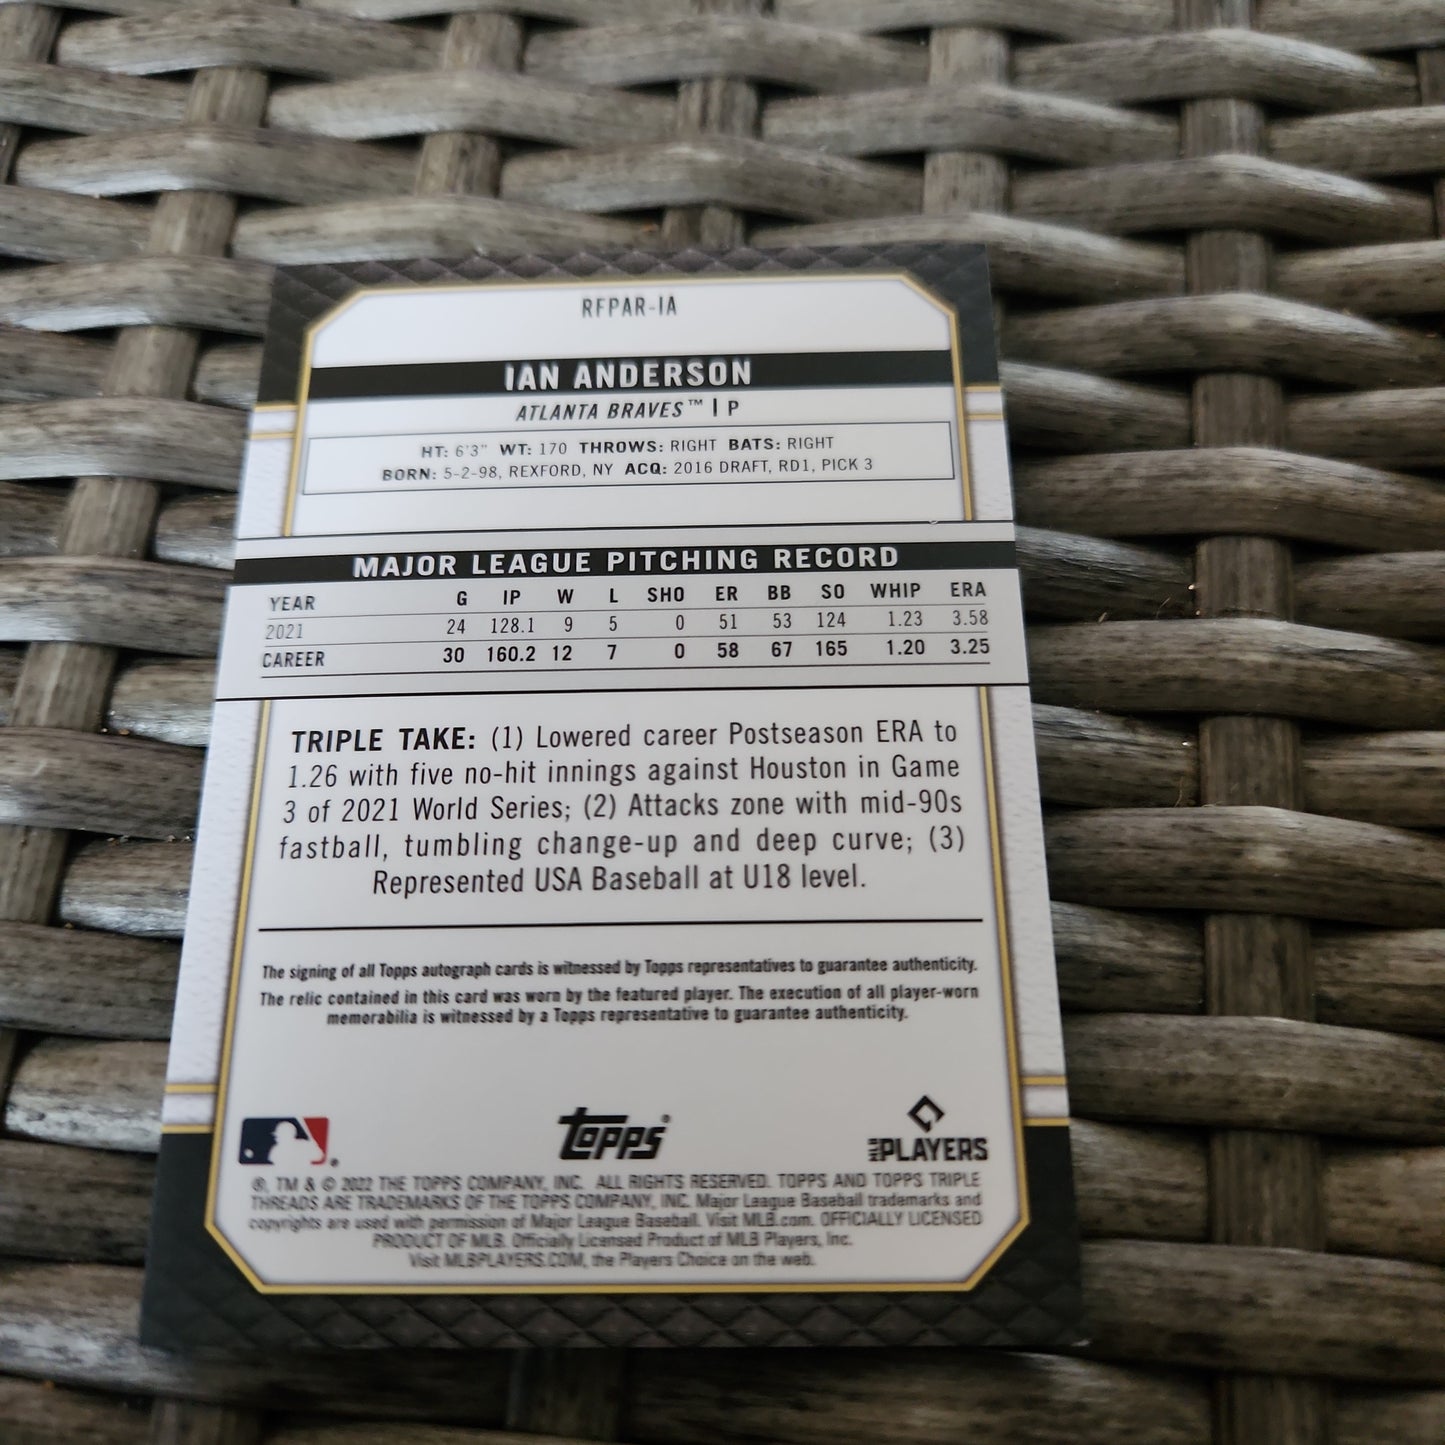 RFPAR-IA
IAN ANDERSON
ATLANTA BRAVES™ | P
HT: 6'3" WT: 170 THROWS: RIGHT BATS: RIGHT
BORN: 5-2-98, REXFORD, NY ACQ: 2016 DRAFT, RD1, PICK 3
MAJOR LEAGUE PITCHING RECORD
YEAR G IP W L SHO ER BB SO WHIP ERA
2021 24 128.1 9 5 0 51 53 124 1.23 3.58
CAREER 30 160.2 12 7 0 58 67 165 1.20 3.25
TRIPLE TAKE: (1) Lowered career Postseason ERA to
1.26 with five no-hit innings against Houston in Game
3 of 2021 World Series; (2) Attacks zone with mid-90s
fastball, tumbling change-up and deep curve; (3)
Represented USA Baseball at U18 level.
The signing of all Topps autograph cards is witnessed by Topps representatives to guarantee authenticity.
The relic contained in this card was worn by the featured player. The execution of all player-worn
memorabilia is witnessed by a Topps representative to guarantee authenticity.
topps®
MLB PLAYERS
®, TM & © 2022 THE TOPPS COMPANY, INC. ALL RIGHTS RESERVED. TOPPS AND TOPPS TRIPLE
THREADS ARE TRADEMARKS OF THE TOPPS COMPANY, INC. Major League Baseball trademarks and
copyrights are used with permission of Major League Baseball. Visit MLB.com. OFFICIALLY LICENSED
PRODUCT OF MLB. Officially Licensed Product of MLB Players, Inc.
Visit MLBPLAYERS.COM, the Players Choice on the web.